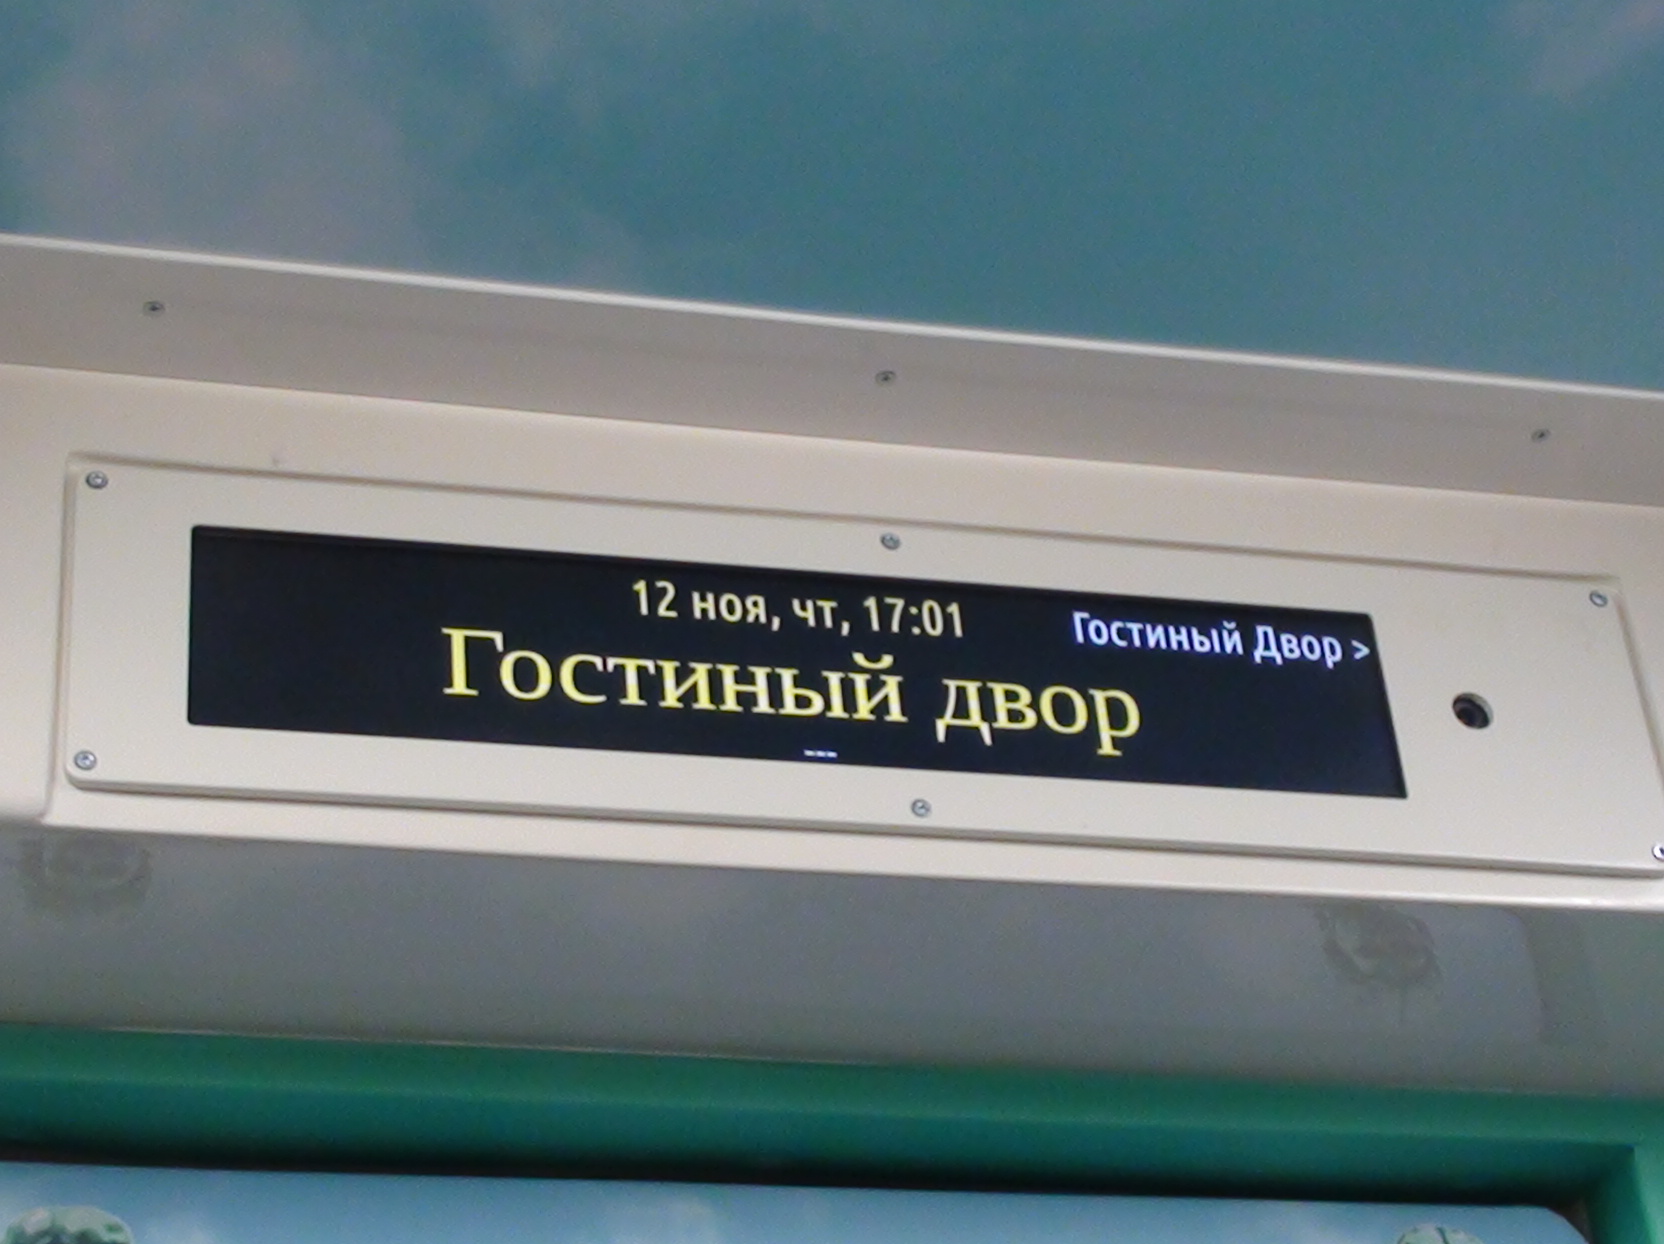 12 ноя, чт, 17:01
Гостиный Двор >
Гостиный двор